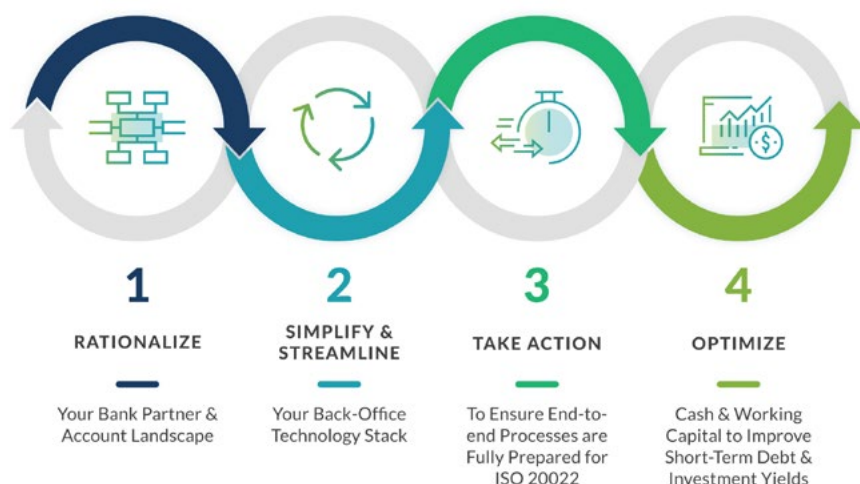 1
RATIONALIZE
Your Bank Partner &
Account Landscape
2
SIMPLIFY &
STREAMLINE
Your Back-Office
Technology Stack
3
TAKE ACTION
To Ensure End-to-
end Processes are
Fully Prepared for
ISO 20022
4
OPTIMIZE
Cash & Working
Capital to Improve
Short-Term Debt &
Investment Yields
$